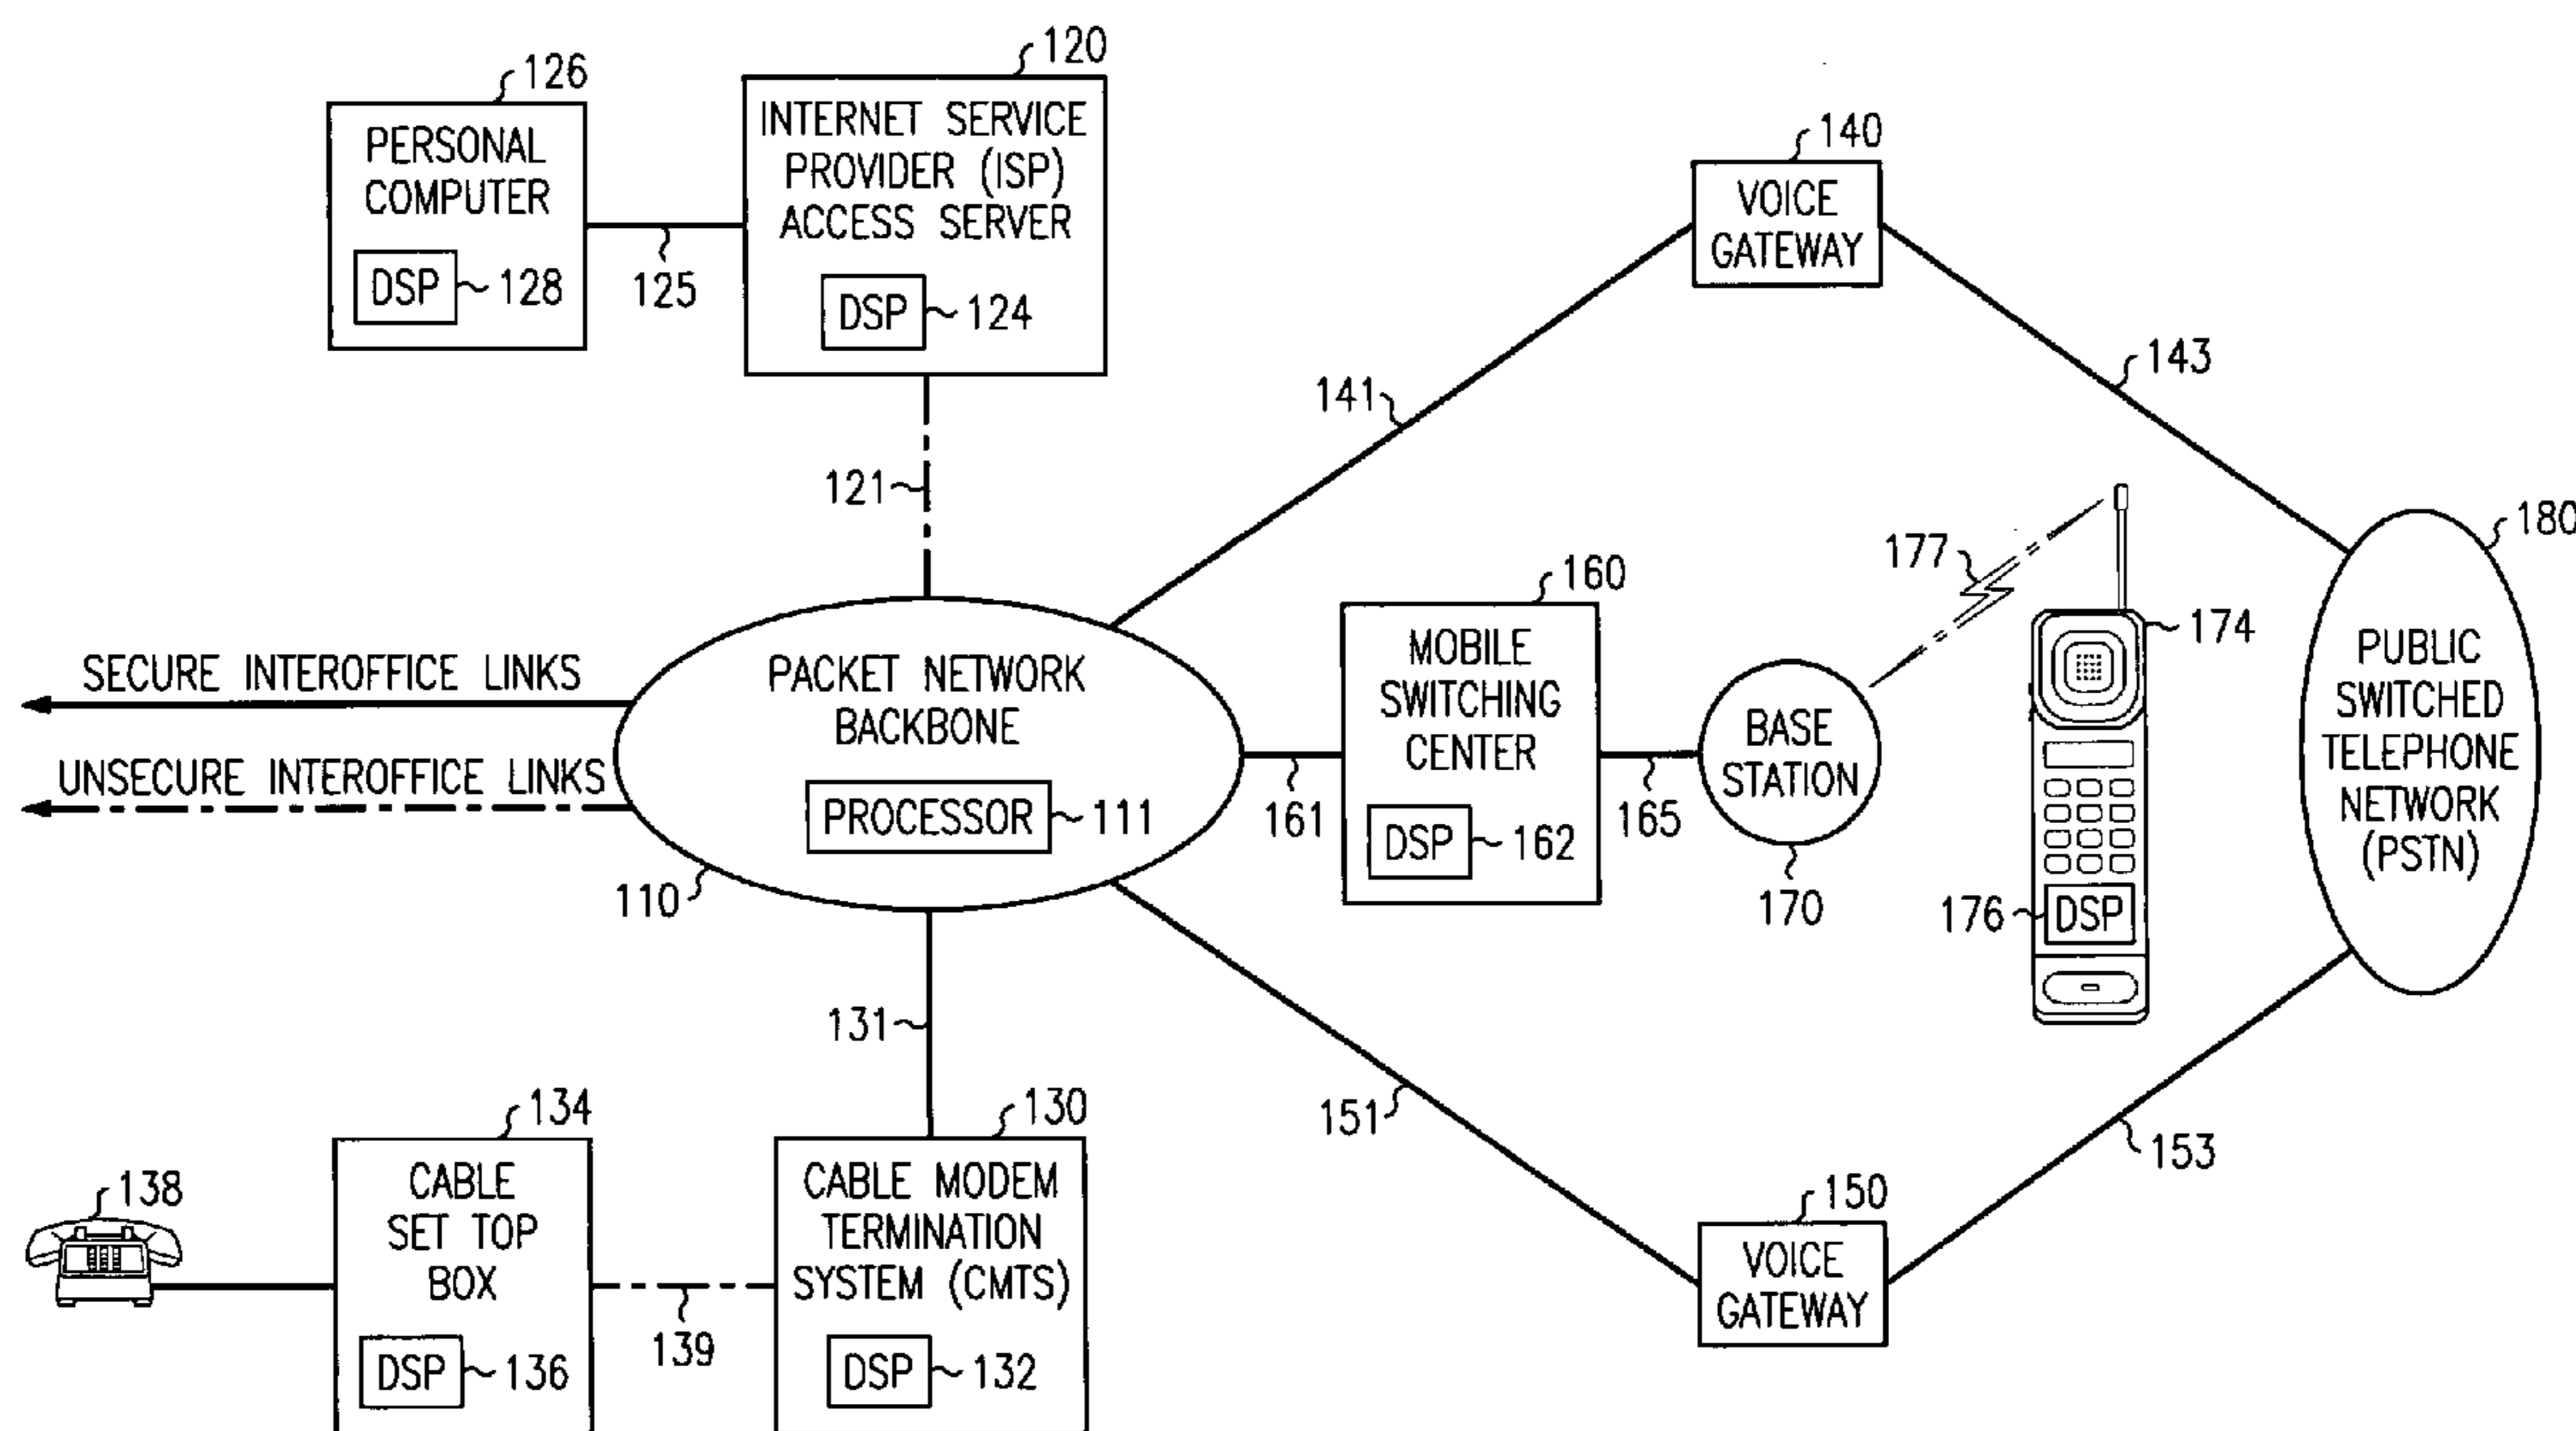 126
PERSONAL
COMPUTER
DSP
128
125
120
INTERNET SERVICE
PROVIDER (ISP)
ACCESS SERVER
DSP
124
121
140
VOICE
GATEWAY
141
143
SECURE INTEROFFICE LINKS
UNSECURE INTEROFFICE LINKS
PACKET NETWORK
BACKBONE
PROCESSOR
111
110
160
MOBILE
SWITCHING
CENTER
DSP
162
161
165
BASE
STATION
170
177
174
176
DSP
180
PUBLIC
SWITCHED
TELEPHONE
NETWORK
(PSTN)
131
151
153
138
134
CABLE
SET TOP
BOX
DSP
136
139
130
CABLE MODEM
TERMINATION
SYSTEM (CMTS)
DSP
132
150
VOICE
GATEWAY